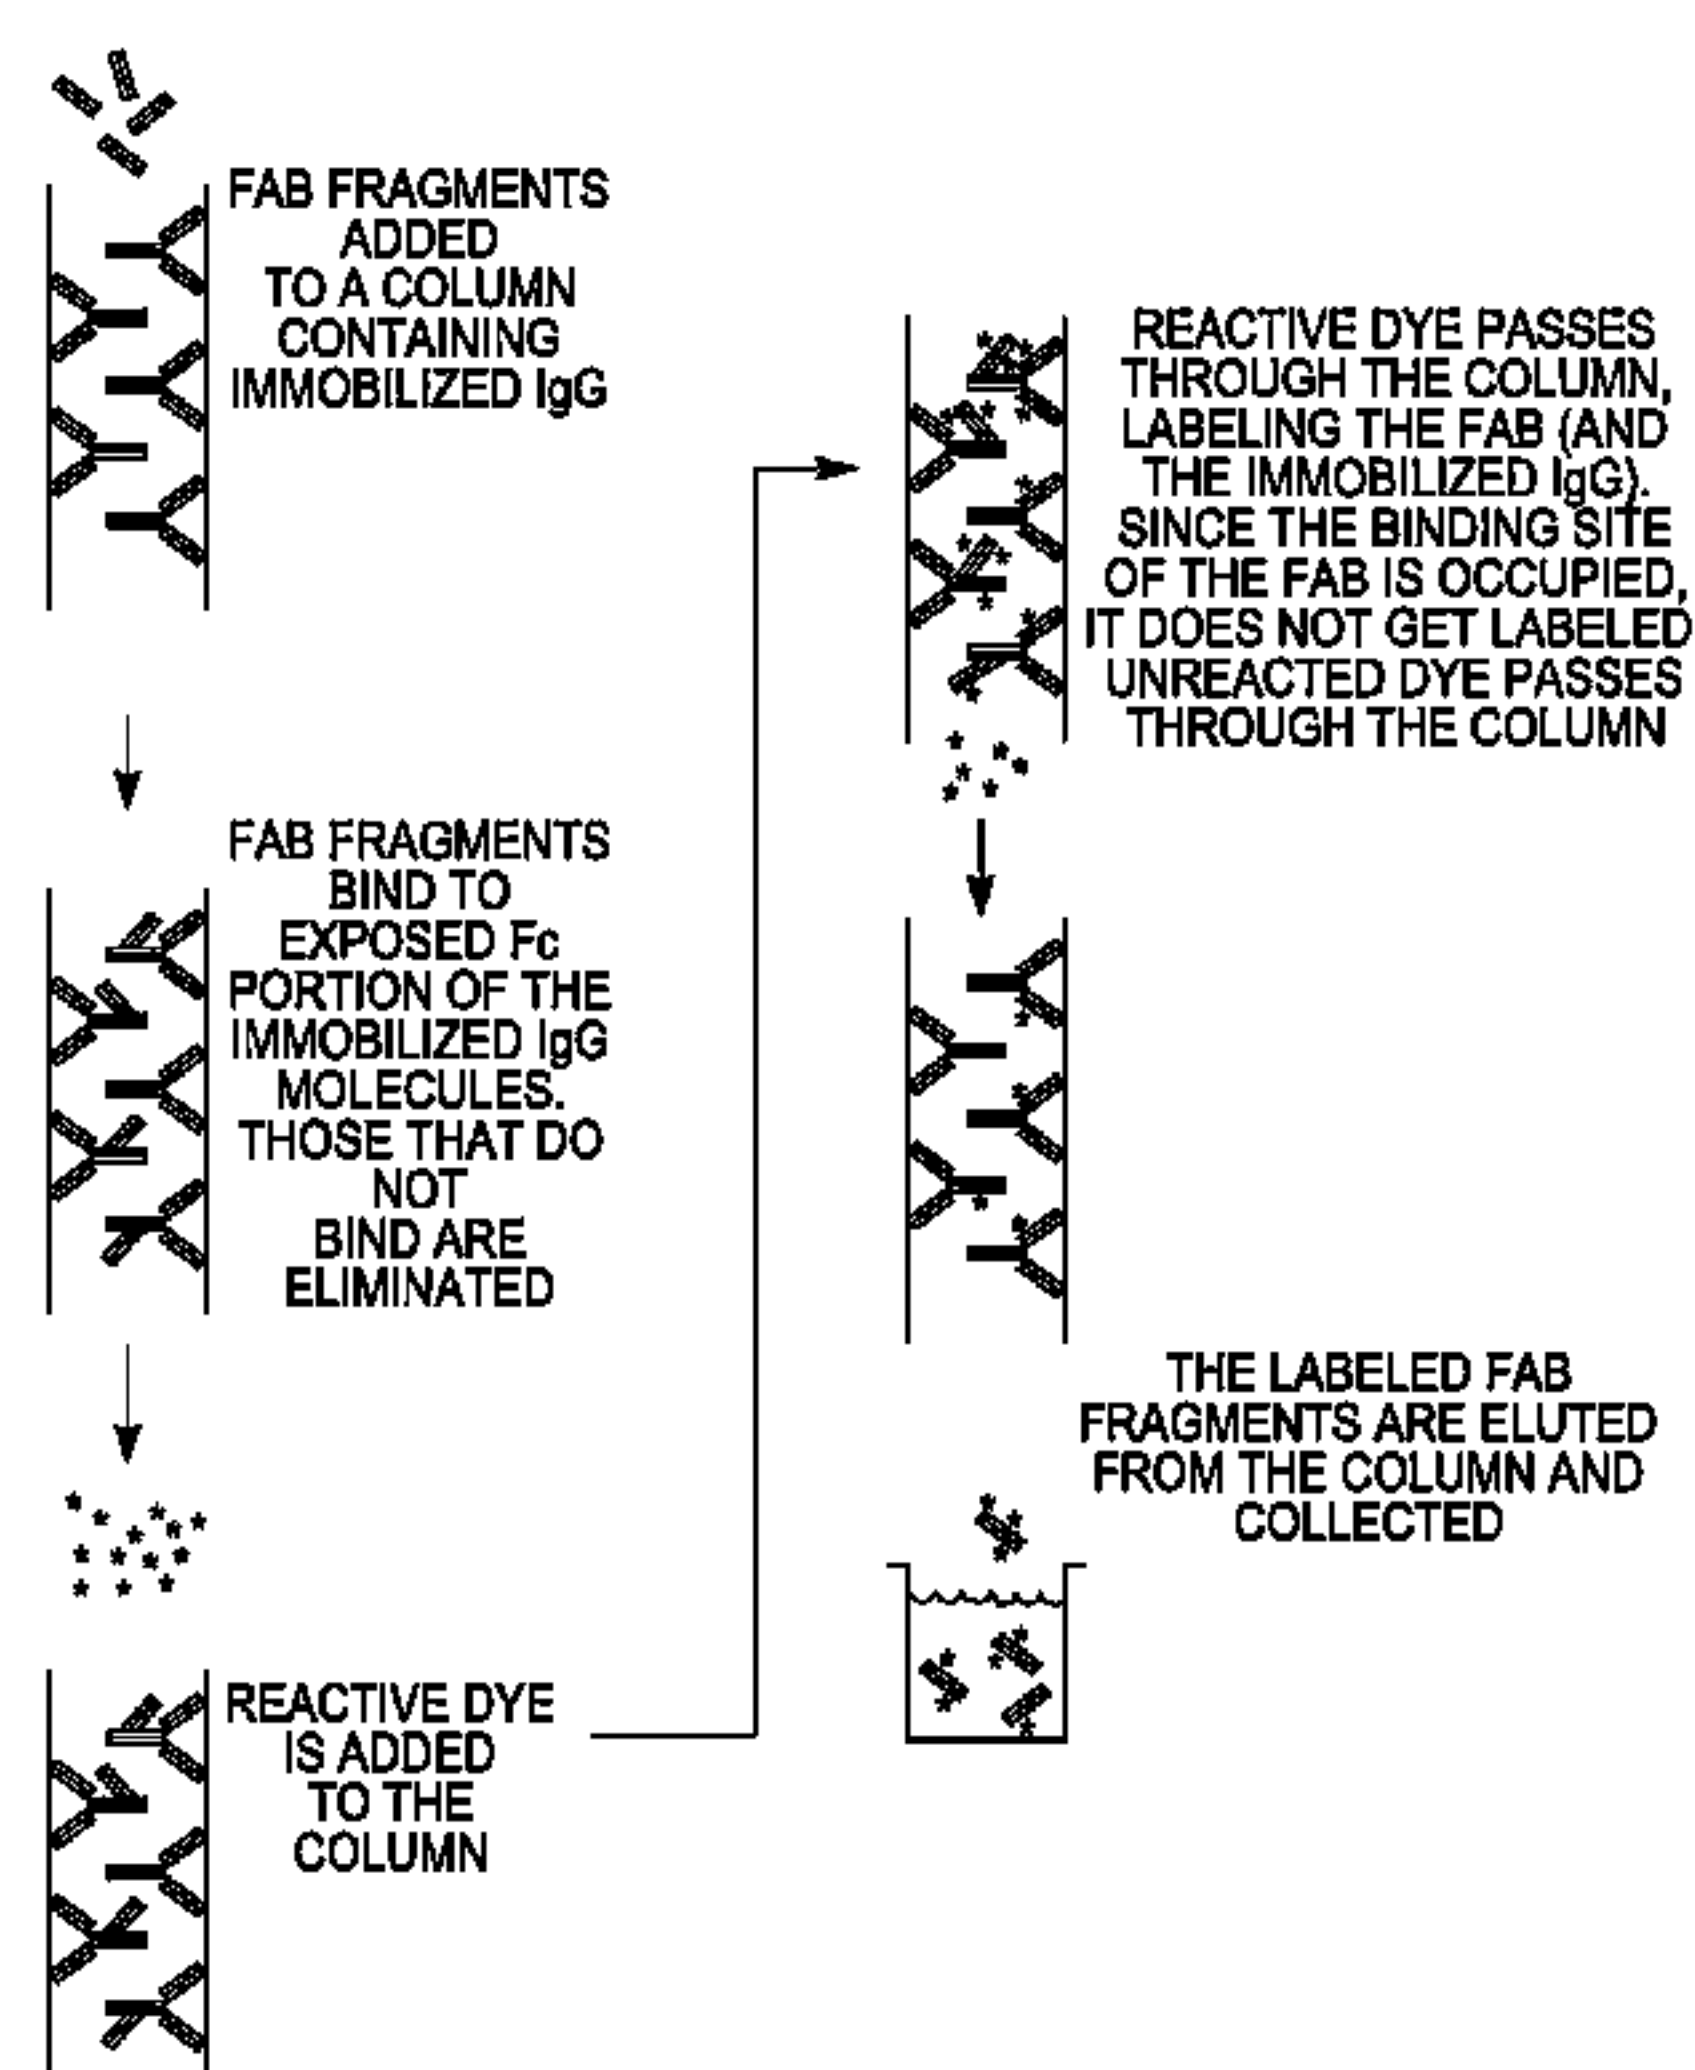 FAB FRAGMENTS
ADDED
TO A COLUMN
CONTAINING
IMMOBILIZED IgG
FAB FRAGMENTS
BIND TO
EXPOSED Fc
PORTION OF THE
IMMOBILIZED IgG
MOLECULES.
THOSE THAT DO
NOT
BIND ARE
ELIMINATED
REACTIVE DYE
IS ADDED
TO THE
COLUMN
REACTIVE DYE PASSES
THROUGH THE COLUMN,
LABELING THE FAB (AND
THE IMMOBILIZED IgG).
SINCE THE BINDING SITE
OF THE FAB IS OCCUPIED,
IT DOES NOT GET LABELED
UNREACTED DYE PASSES
THROUGH THE COLUMN
THE LABELED FAB
FRAGMENTS ARE ELUTED
FROM THE COLUMN AND
COLLECTED